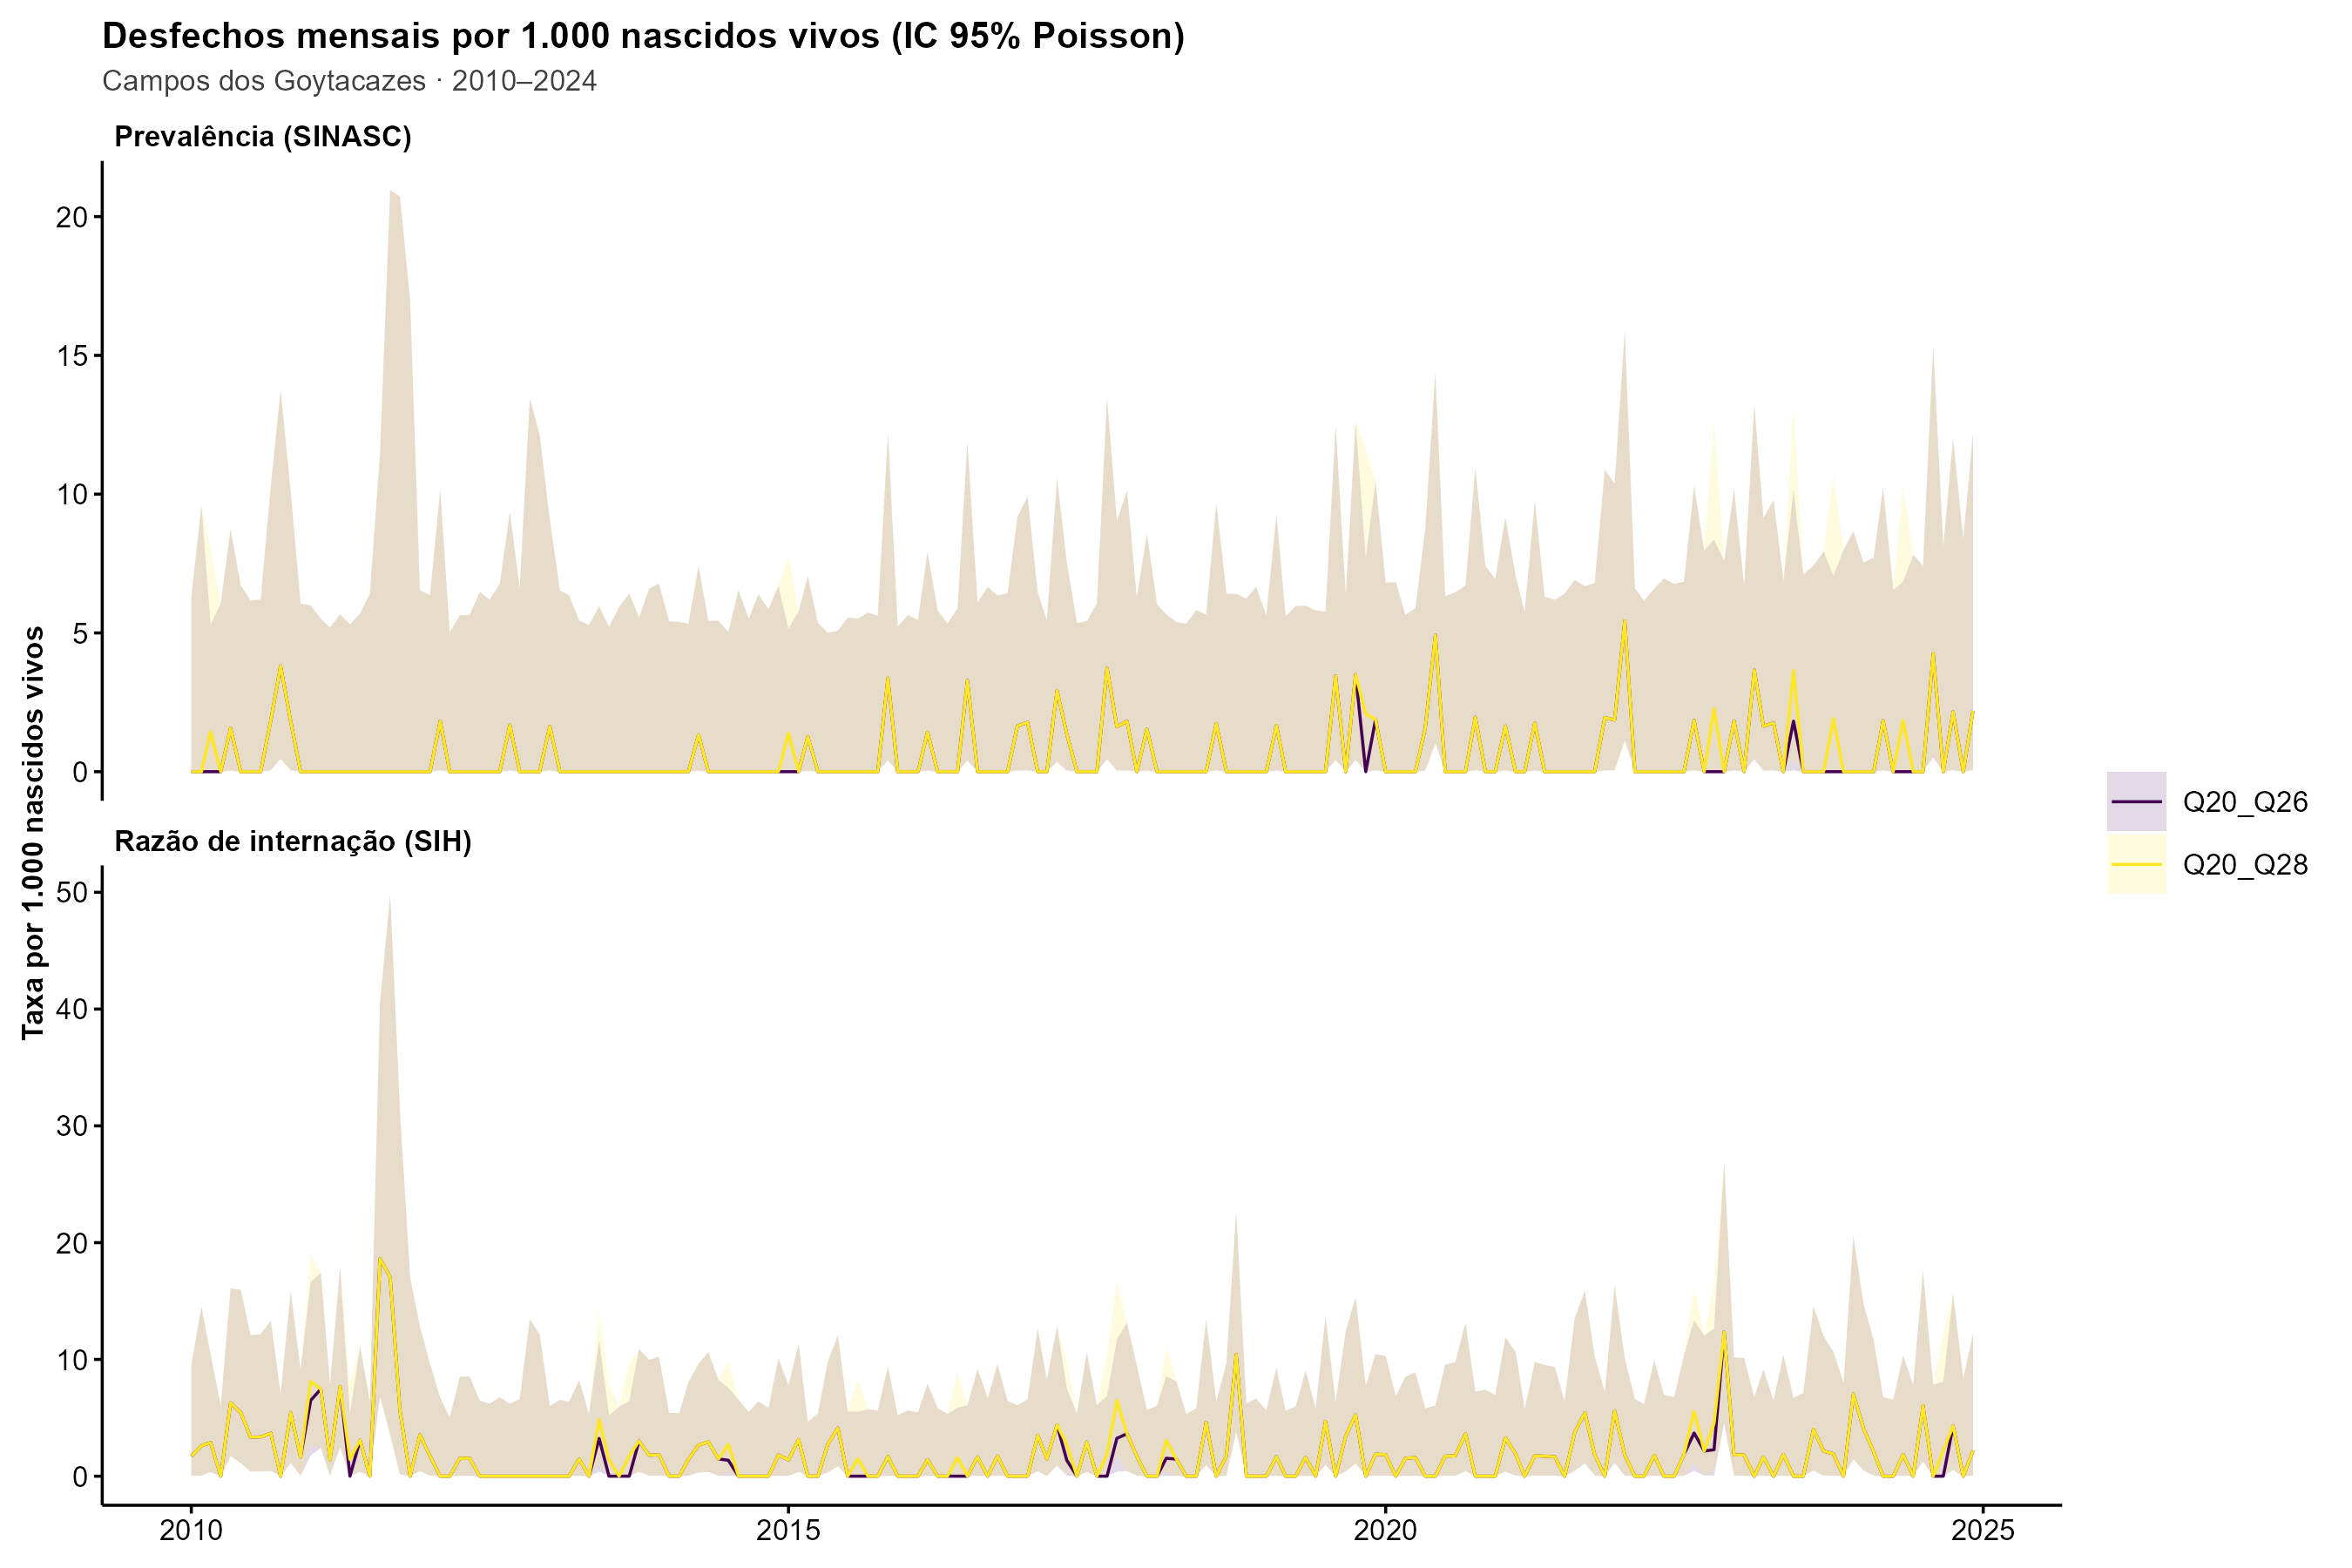 Desfechos mensais por 1.000 nascidos vivos (IC 95% Poisson)
Campos dos Goytacazes · 2010–2024
Prevalência (SINASC)
20
15
10
5
0
Taxa por 1.000 nascidos vivos
Q20_Q26
Q20_Q28
Razão de internação (SIH)
50
40
30
20
10
0
2010
2015
2020
2025